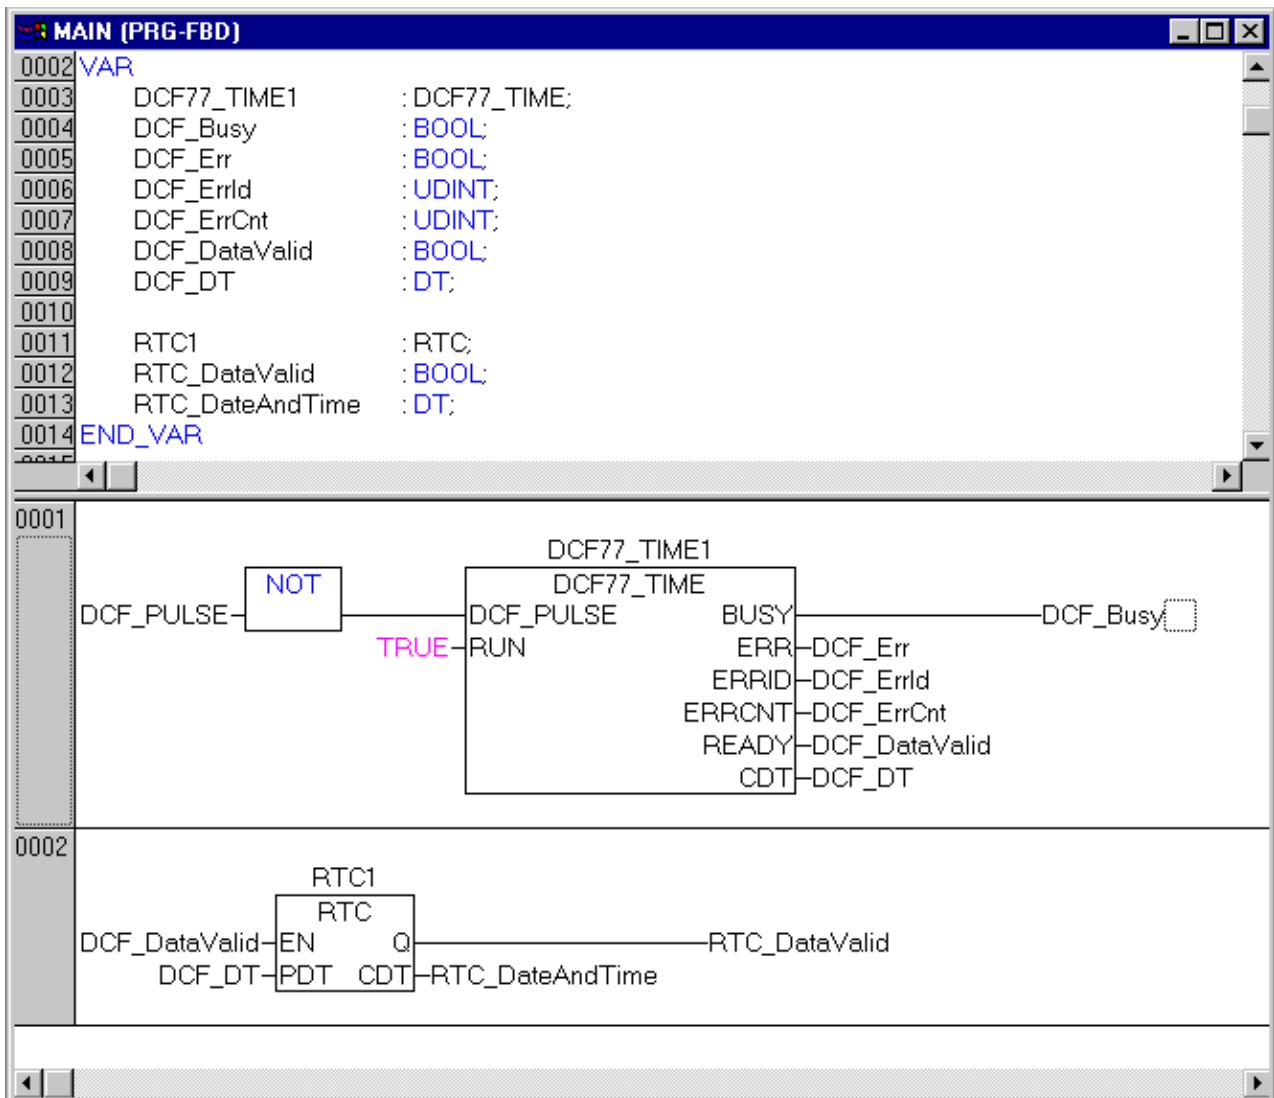 MAIN (PRG-FBD)
0002 VAR
0003 DCF77_TIME1 : DCF77_TIME;
0004 DCF_Busy : BOOL;
0005 DCF_Err : BOOL;
0006 DCF_ErrId : UDINT;
0007 DCF_ErrCnt : UDINT;
0008 DCF_DataValid : BOOL;
0009 DCF_DT : DT;
0010
0011 RTC1 : RTC;
0012 RTC_DataValid : BOOL;
0013 RTC_DateAndTime : DT;
0014 END_VAR
0001
DCF77_TIME1
NOT DCF77_TIME
DCF_PULSE DCF_PULSE BUSY DCF_Busy
TRUE RUN ERR DCF_Err
ERRID DCF_ErrId
ERRCNT DCF_ErrCnt
READY DCF_DataValid
CDT DCF_DT
0002
RTC1
RTC
DCF_DataValid EN Q RTC_DataValid
DCF_DT PDT CDT RTC_DateAndTime